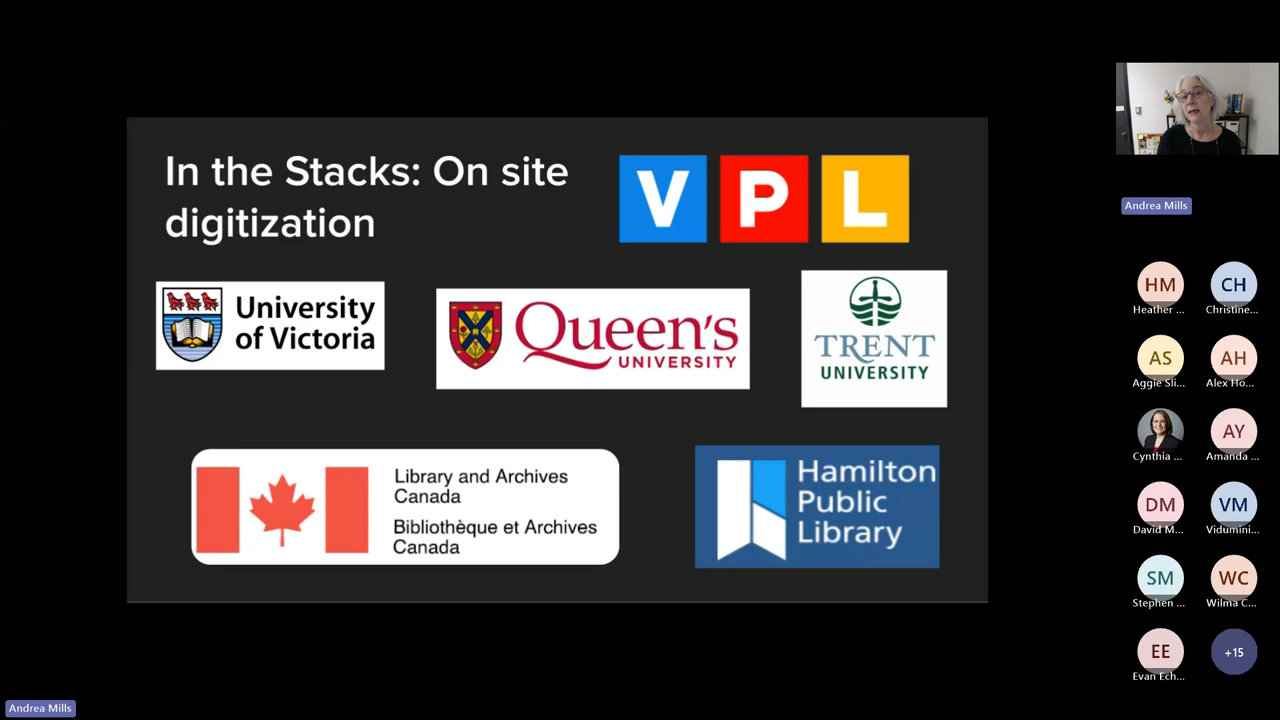 In the Stacks: On site
digitization
V P L
University
of Victoria
Queen's
UNIVERSITY
TRENT
UNIVERSITY
Library and Archives
Canada
Bibliothèque et Archives
Canada
Hamilton
Public
Library
Andrea Mills
HM
CH
Heather ...
Christine...
AS
AH
Aggie Sli...
Alex Ho...
AY
Cynthia ...
Amanda ...
DM
VM
David M...
Vidumini...
SM
WC
Stephen ...
Wilma C...
EE
+15
Evan Ech...
Andrea Mills